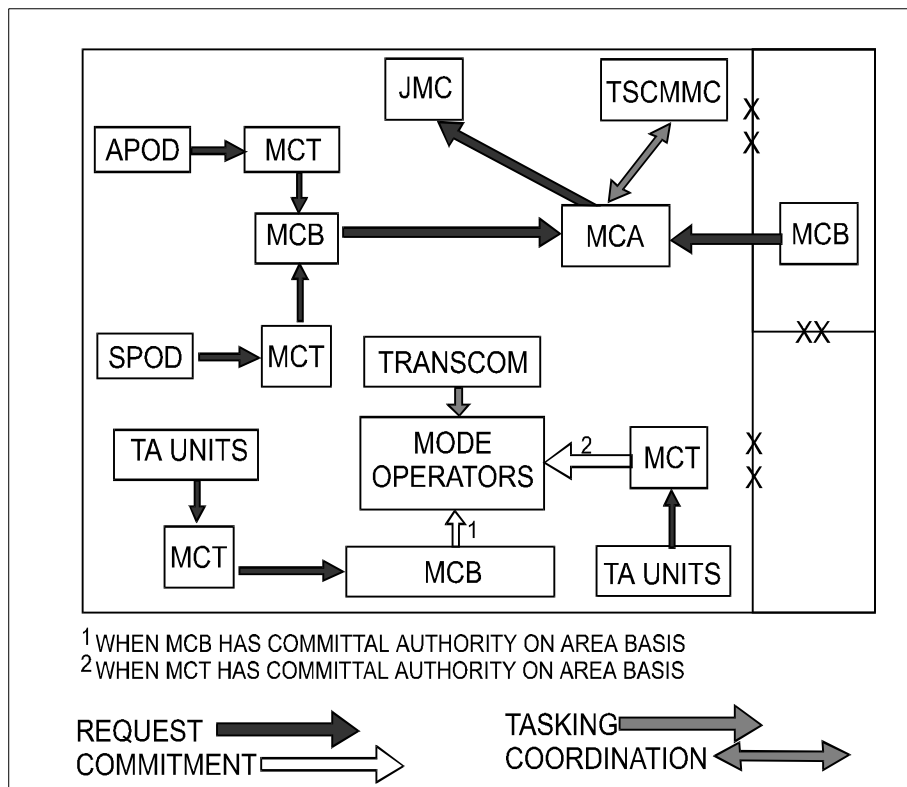 JMC
TSCMMC
X
X
APOD
MCT
MCB
MCA
MCB
SPOD
MCT
XX
TRANSCOM
TA UNITS
MODE
OPERATORS
2
MCT
X
X
1
MCT
MCB
TA UNITS
1 WHEN MCB HAS COMMITTAL AUTHORITY ON AREA BASIS
2 WHEN MCT HAS COMMITTAL AUTHORITY ON AREA BASIS
REQUEST
TASKING
COMMITMENT
COORDINATION